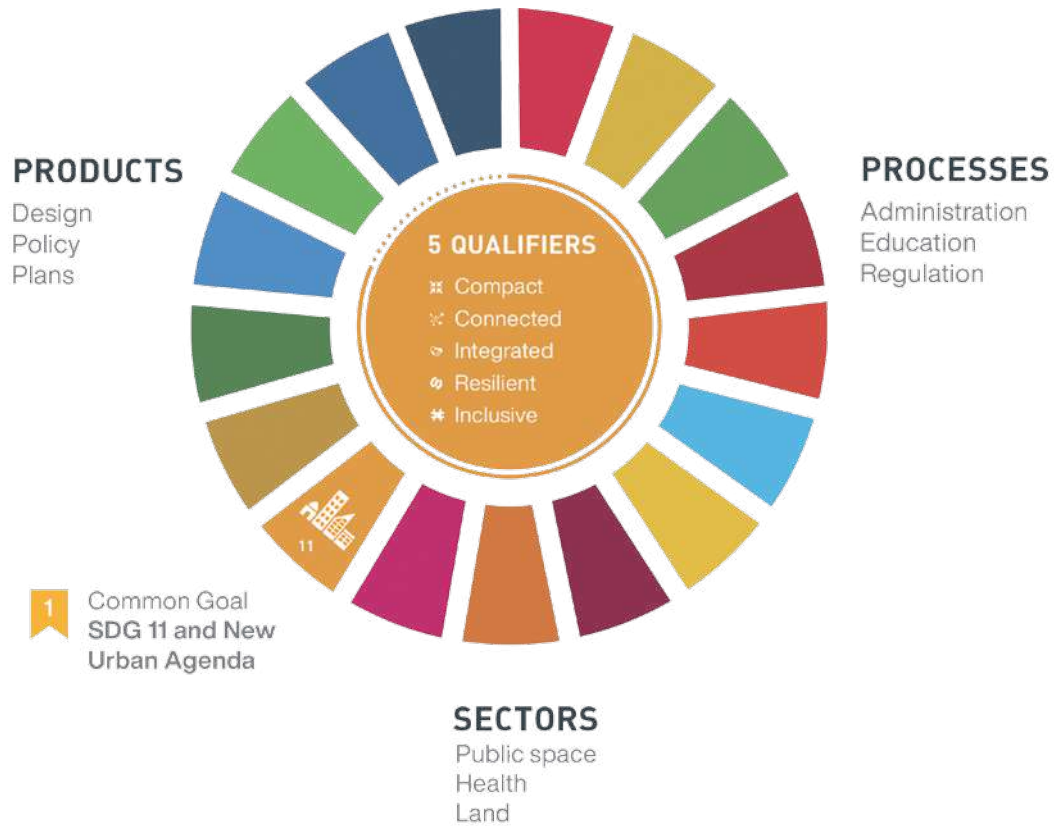 PRODUCTS
Design
Policy
Plans
PROCESSES
Administration
Education
Regulation
5 QUALIFIERS
Compact
Connected
Integrated
Resilient
Inclusive
11
1
Common Goal
SDG 11 and New
Urban Agenda
SECTORS
Public space
Health
Land